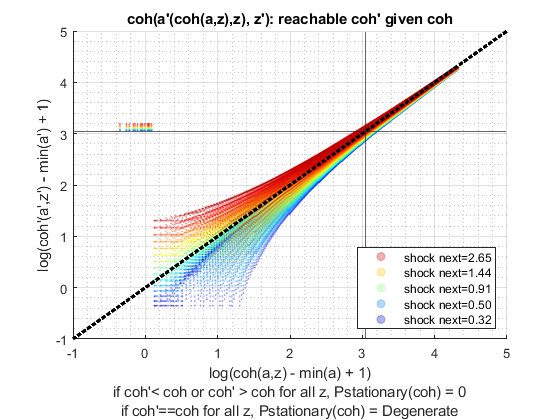 coh(a'(coh(a,z),z), z'): reachable coh' given coh
5
4
3
2
1
0
-1
log(coh'(a',z') - min(a') + 1)
shock next=2.65
shock next=1.44
shock next=0.91
shock next=0.50
shock next=0.32
-1 0 1 2 3 4 5
log(coh(a,z) - min(a) + 1)
if coh'< coh or coh' > coh for all z, Pstationary(coh) = 0
if coh'==coh for all z, Pstationary(coh) = Degenerate